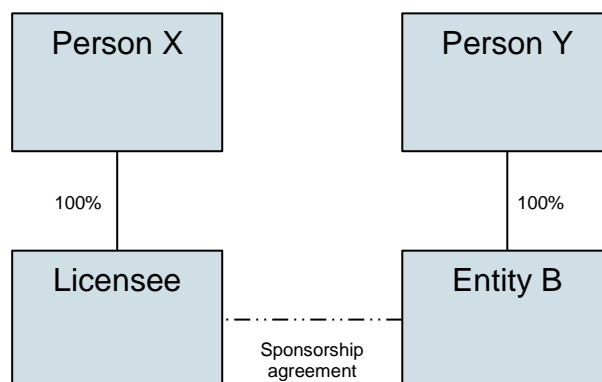 Person X
Person Y
100%
100%
Licensee
Entity B
Sponsorship
agreement